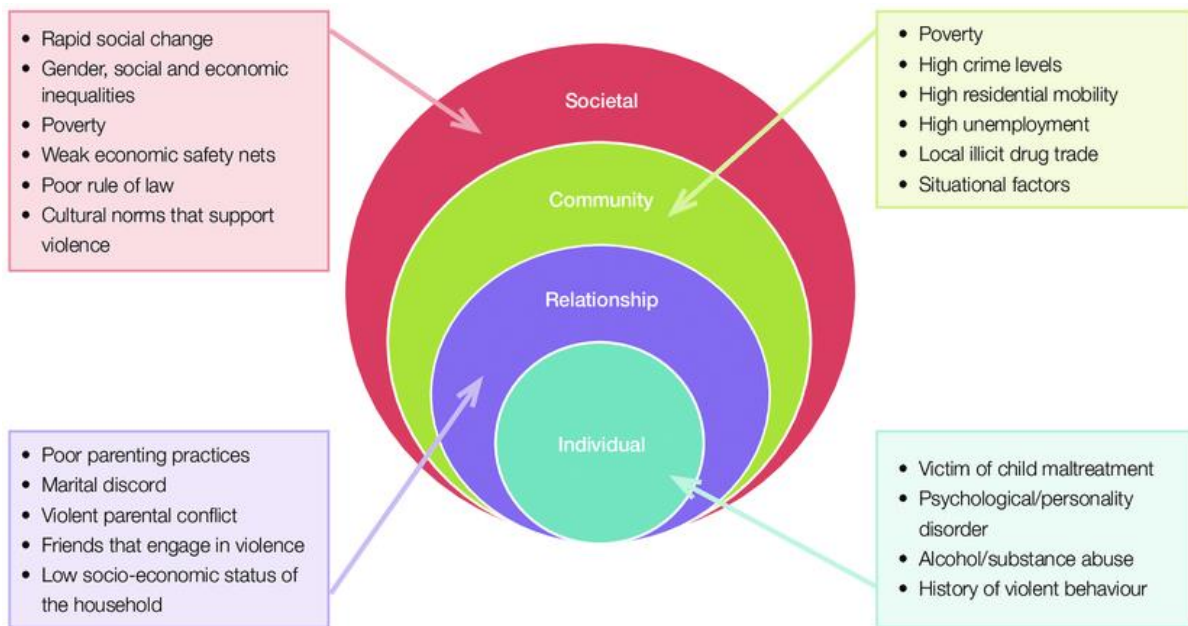 • Rapid social change
• Gender, social and economic
inequalities
• Poverty
• Weak economic safety nets
• Poor rule of law
• Cultural norms that support
violence
• Poverty
• High crime levels
• High residential mobility
• High unemployment
• Local illicit drug trade
• Situational factors
Societal
Community
Relationship
Individual
• Poor parenting practices
• Marital discord
• Violent parental conflict
• Friends that engage in violence
• Low socio-economic status of
the household
• Victim of child maltreatment
• Psychological/personality
disorder
• Alcohol/substance abuse
• History of violent behaviour